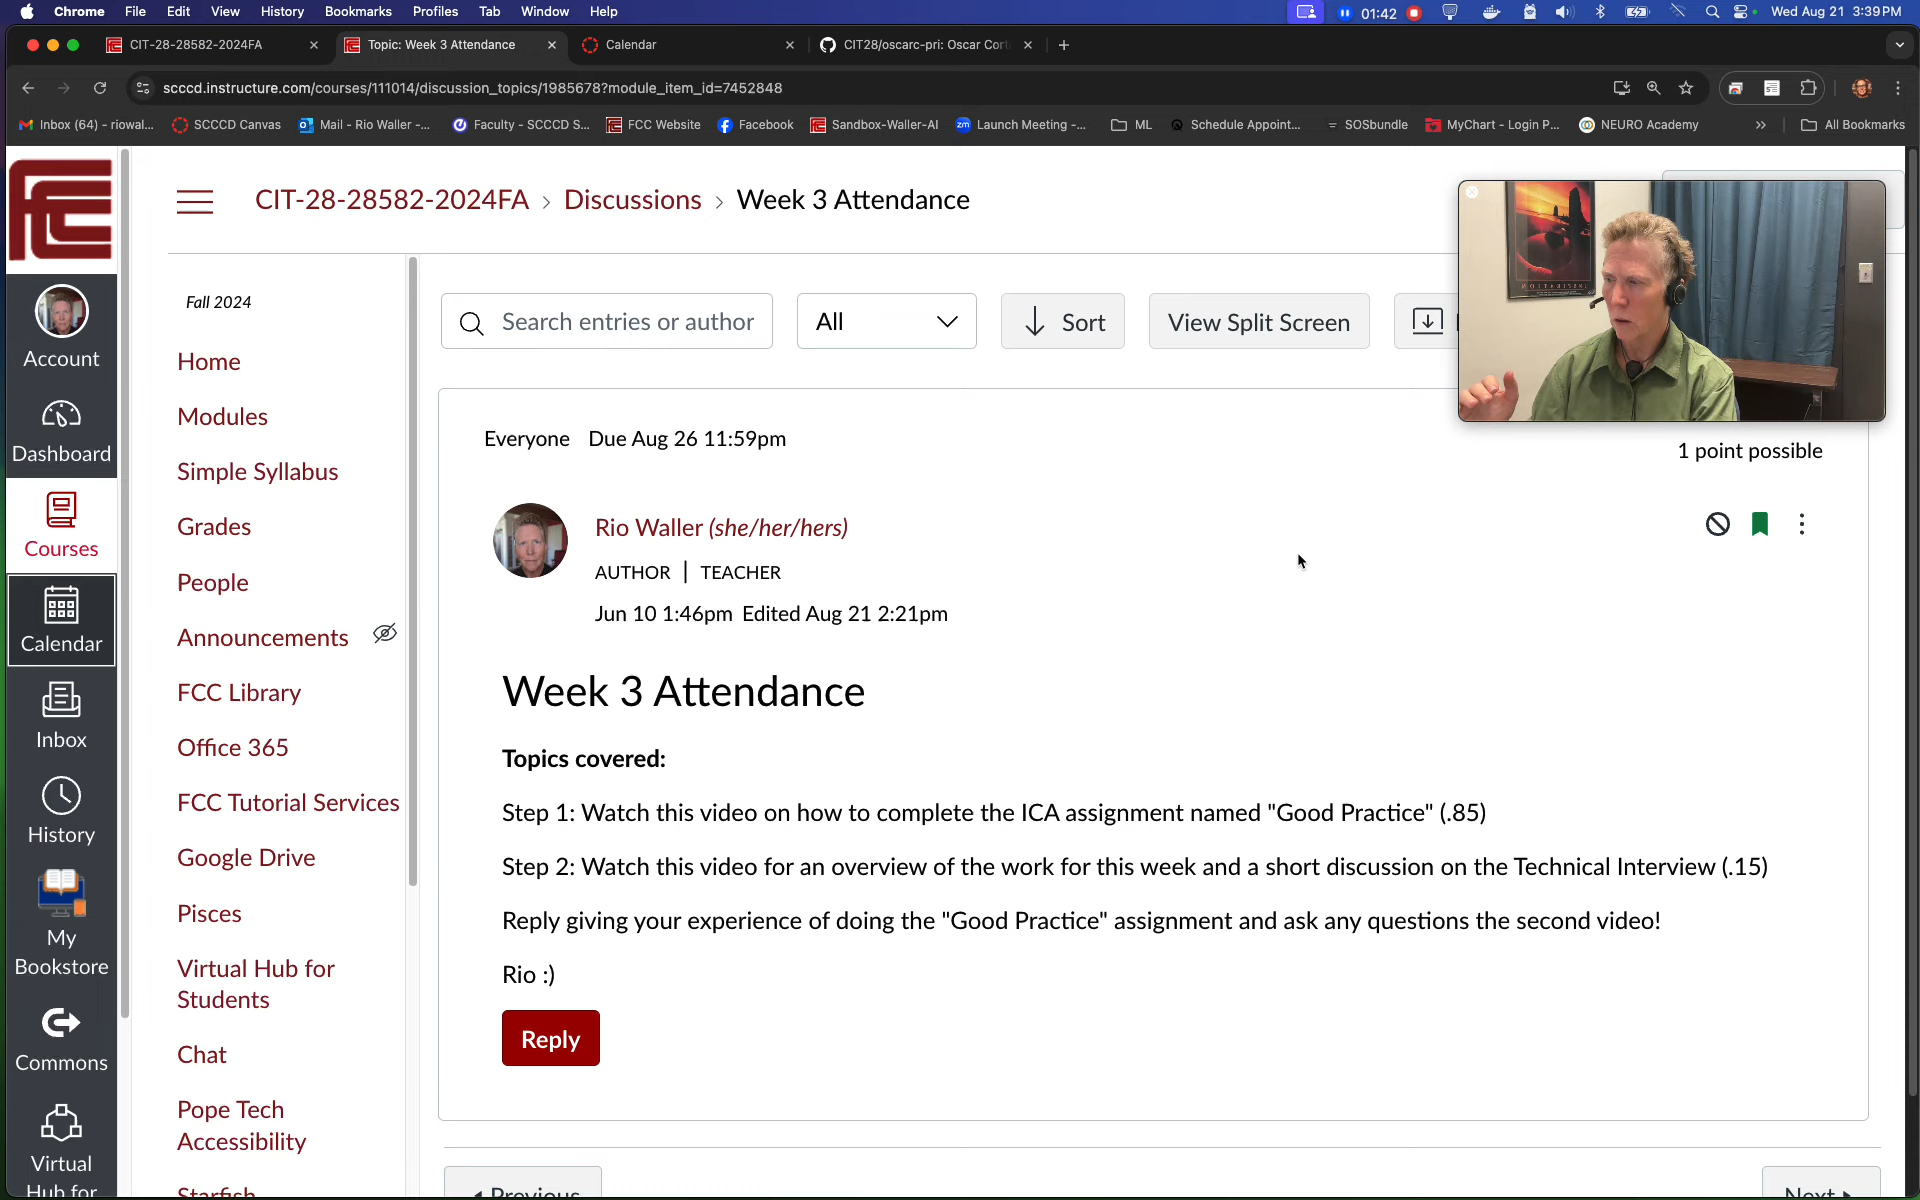 Chrome File Edit View History Bookmarks Profiles Tab Window Help 01:42 Wed Aug 21 3:39 PM
CIT-28-28582-2024FA Topic: Week 3 Attendance Calendar CIT28/oscarc-pri: Oscar Cort
scccd.instructure.com/courses/111014/discussion_topics/1985678?module_item_id=7452848
Inbox (64) - riowal... SCCCD Canvas Mail - Rio Waller -... Faculty - SCCCD S... FCC Website Facebook Sandbox-Waller-AI Launch Meeting -... ML Schedule Appoint... SOSbundle MyChart - Login P... NEURO Academy » All Bookmarks
CIT-28-28582-2024FA › Discussions › Week 3 Attendance
Account
Dashboard
Courses
Calendar
Inbox
History
My
Bookstore
Commons
Virtual
Hub for
Fall 2024
Home
Modules
Simple Syllabus
Grades
People
Announcements
FCC Library
Office 365
FCC Tutorial Services
Google Drive
Pisces
Virtual Hub for
Students
Chat
Pope Tech
Accessibility
Starfish
Search entries or author All Sort View Split Screen
Everyone Due Aug 26 11:59pm
1 point possible
Rio Waller (she/her/hers)
AUTHOR | TEACHER
Jun 10 1:46pm Edited Aug 21 2:21pm
Week 3 Attendance
Topics covered:
Step 1: Watch this video on how to complete the ICA assignment named "Good Practice" (.85)
Step 2: Watch this video for an overview of the work for this week and a short discussion on the Technical Interview (.15)
Reply giving your experience of doing the "Good Practice" assignment and ask any questions the second video!
Rio :)
Reply
Previous Next